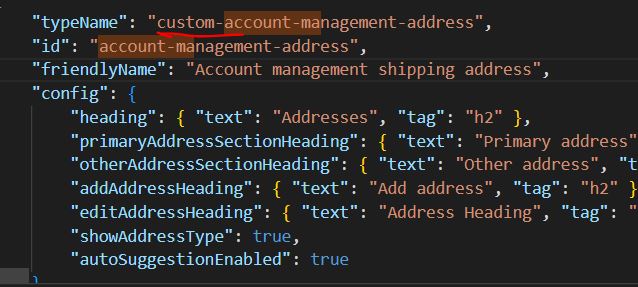 "typeName": "custom-account-management-address",
"id": "account-management-address",
"friendlyName": "Account management shipping address",
"config": {
"heading": { "text": "Addresses", "tag": "h2" },
"primaryAddressSectionHeading": { "text": "Primary address"
"otherAddressSectionHeading": { "text": "Other address", "t
"addAddressHeading": { "text": "Add address", "tag": "h2" }
"editAddressHeading": { "text": "Address Heading", "tag": "
"showAddressType": true,
"autoSuggestionEnabled": true
}